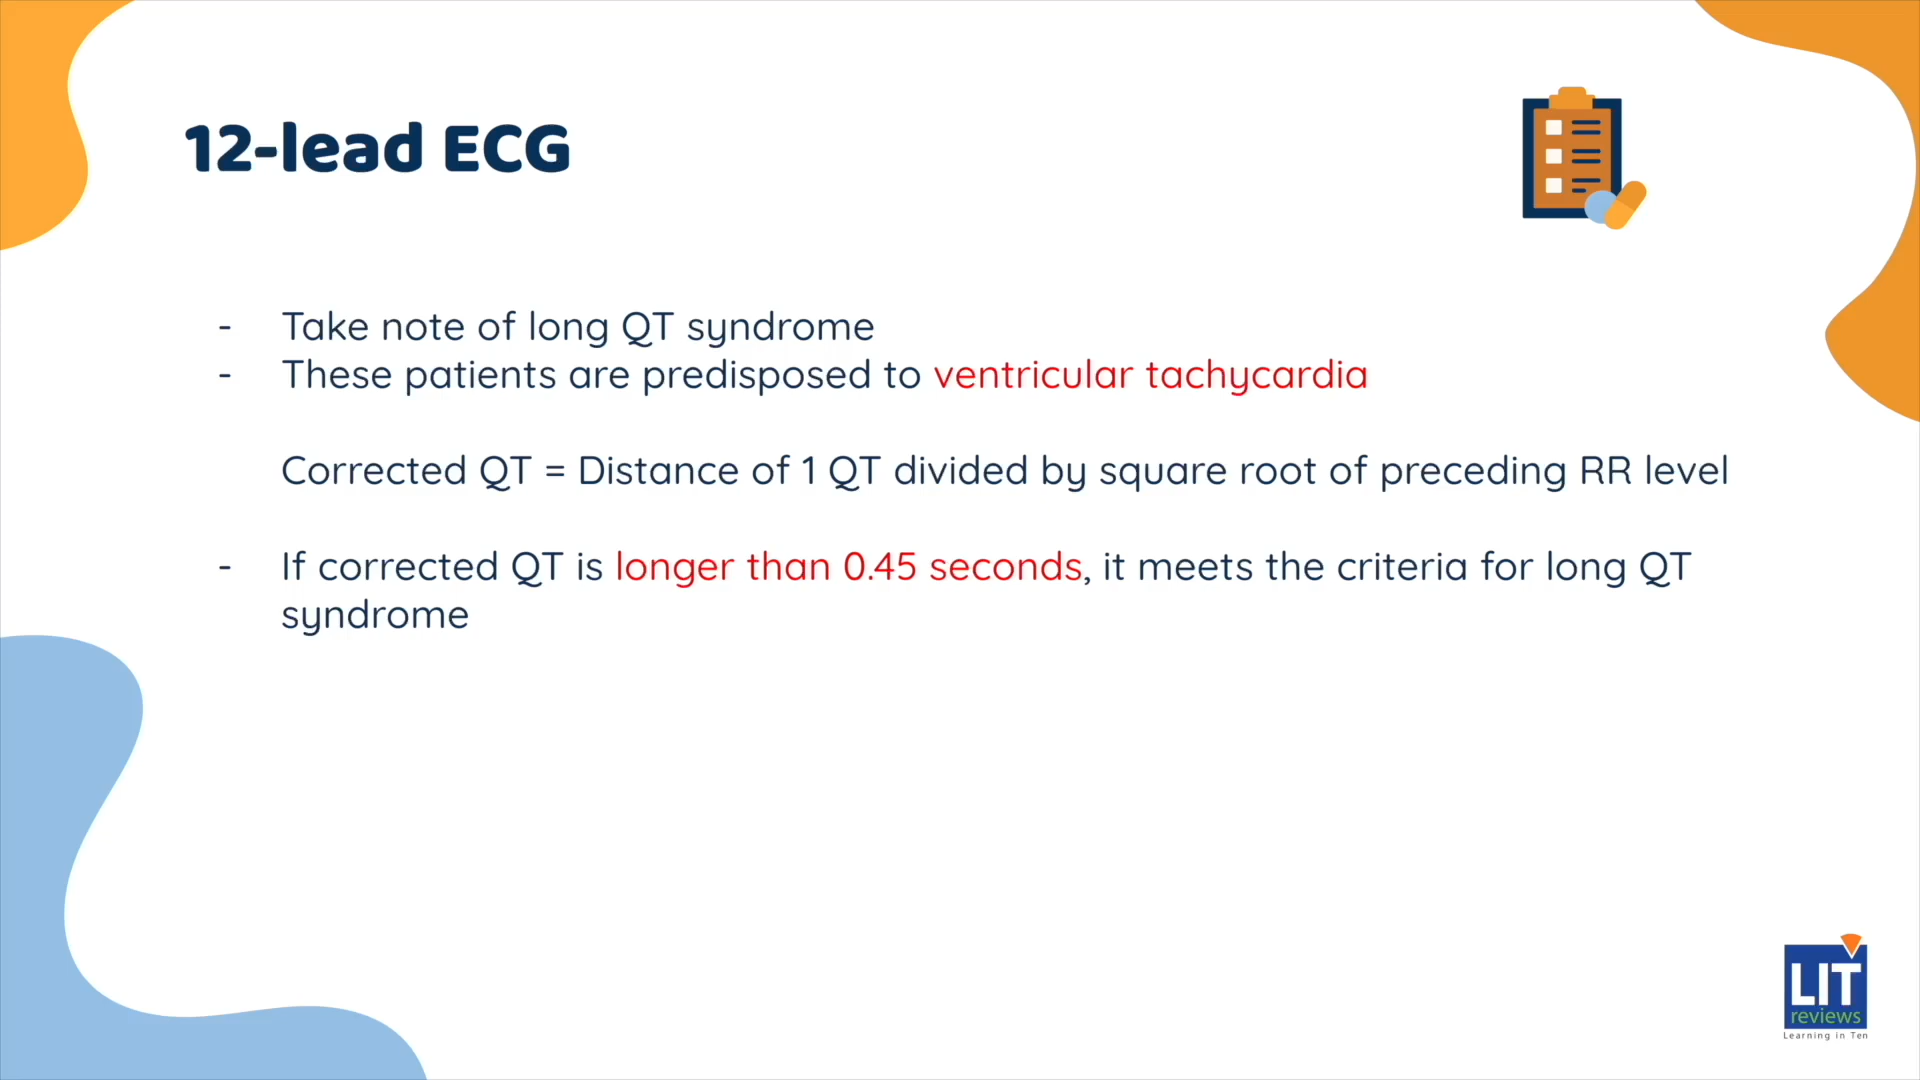 12-lead ECG
- Take note of long QT syndrome
- These patients are predisposed to ventricular tachycardia
Corrected QT = Distance of 1 QT divided by square root of preceding RR level
- If corrected QT is longer than 0.45 seconds, it meets the criteria for long QT
syndrome
LIT
reviews
Learning in Ten